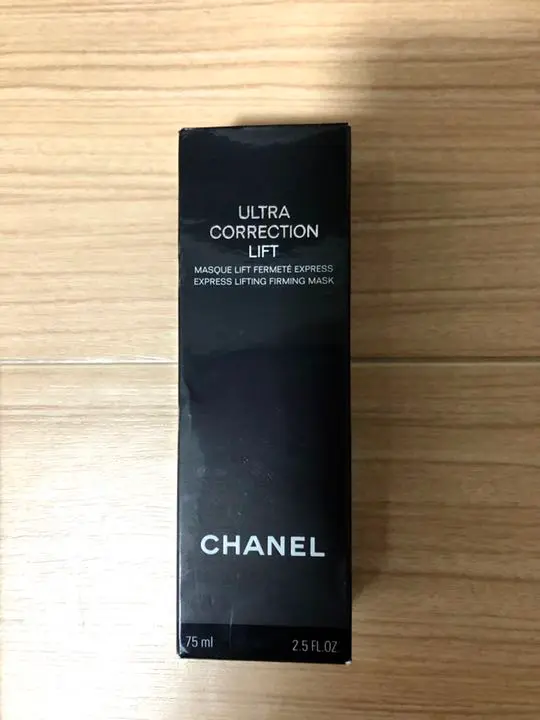 ULTRA
CORRECTION
LIFT
MASQUE LIFT FERMETÉ EXPRESS
EXPRESS LIFTING FIRMING MASK
CHANEL
75 ml 2.5 FL.OZ.